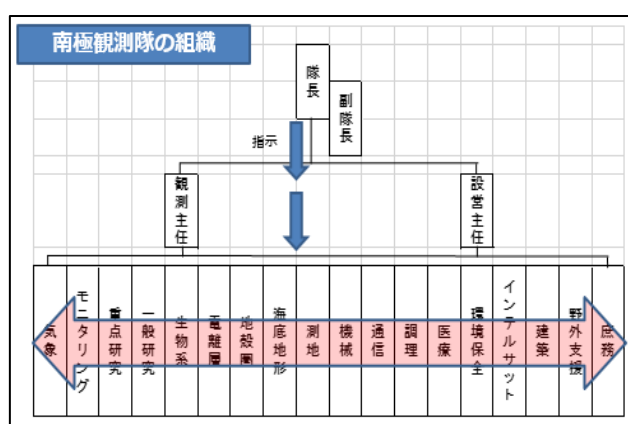 南極観測隊の組織
隊長
副隊長
指示
観測主任
設営主任
気象
モニタリング
重点研究
一般研究
生物系
電離層
地殻圏
海底地形
測地
機械
通信
調理
医療
環境保全
インテルサット
建築
野外支援
庶務